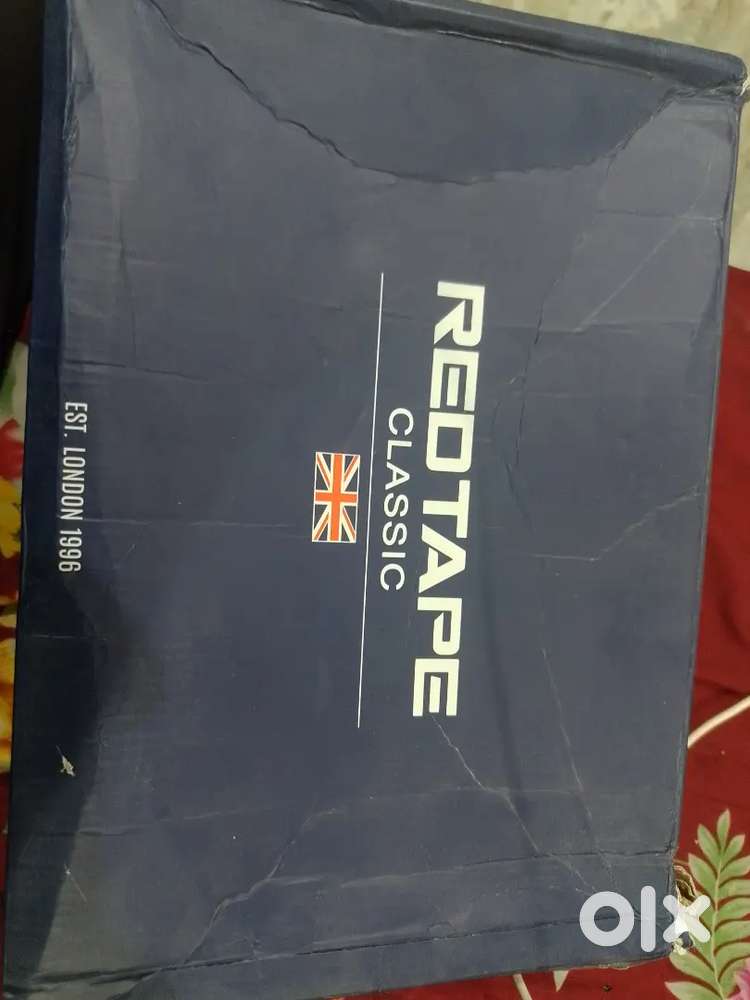 REDTAPE
CLASSIC
EST. LONDON 1996
olx